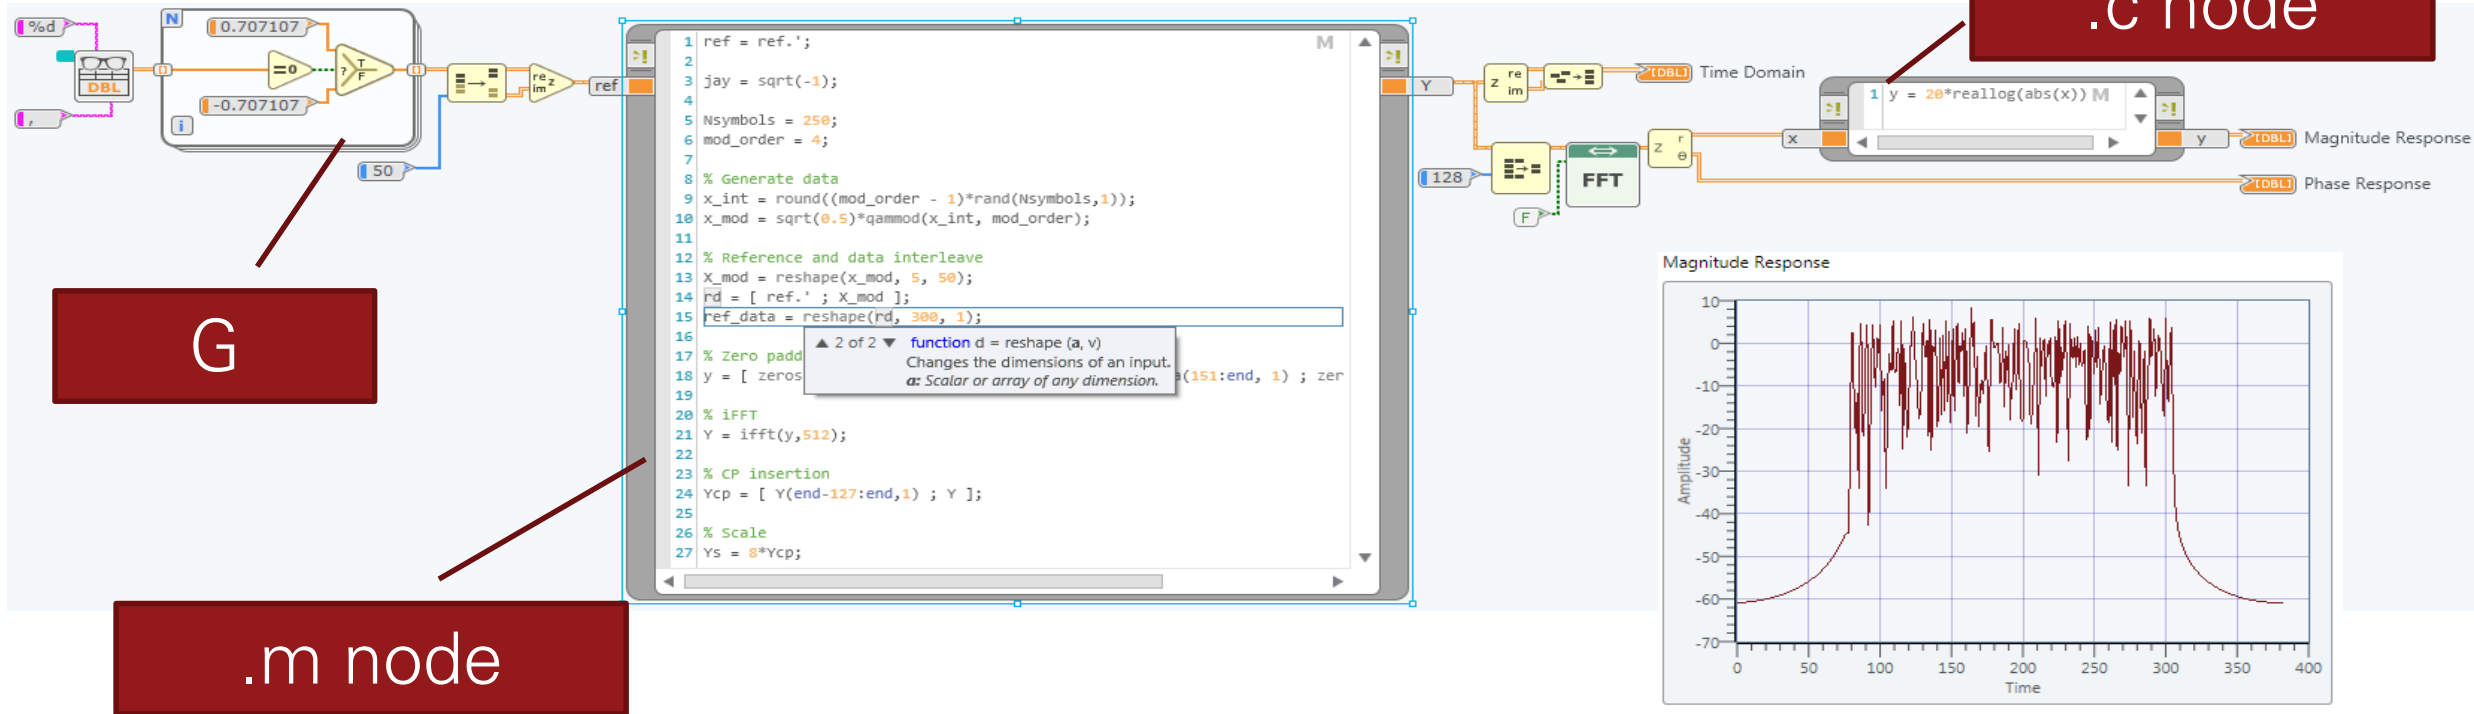 %d
,
DBL
N
0.707107
=0
? T F
-0.707107
i
50
re im z
ref
G
.m node
M
1 ref = ref.';
2
3 jay = sqrt(-1);
4
5 Nsymbols = 250;
6 mod_order = 4;
7
8 % Generate data
9 x_int = round((mod_order - 1)*rand(Nsymbols,1));
10 x_mod = sqrt(0.5)*qammod(x_int, mod_order);
11
12 % Reference and data interleave
13 X_mod = reshape(x_mod, 5, 50);
14 rd = [ ref.' ; X_mod ];
15 ref_data = reshape(rd, 300, 1);
16
17 % Zero padd
18 y = [ zeros a(151:end, 1) ; zer
19
20 % iFFT
21 Y = ifft(y,512);
22
23 % CP insertion
24 Ycp = [ Y(end-127:end,1) ; Y ];
25
26 % Scale
27 Ys = 8*Ycp;
▲ 2 of 2 ▼ function d = reshape (a, v)
Changes the dimensions of an input.
a: Scalar or array of any dimension.
Y
z re im
[DBL] Time Domain
128
F
FFT
z r θ
.c node
x
1 y = 20*reallog(abs(x)) M
y
[DBL] Magnitude Response
[DBL] Phase Response
Magnitude Response
Amplitude
10
0
-10
-20
-30
-40
-50
-60
-70
0 50 100 150 200 250 300 350 400
Time